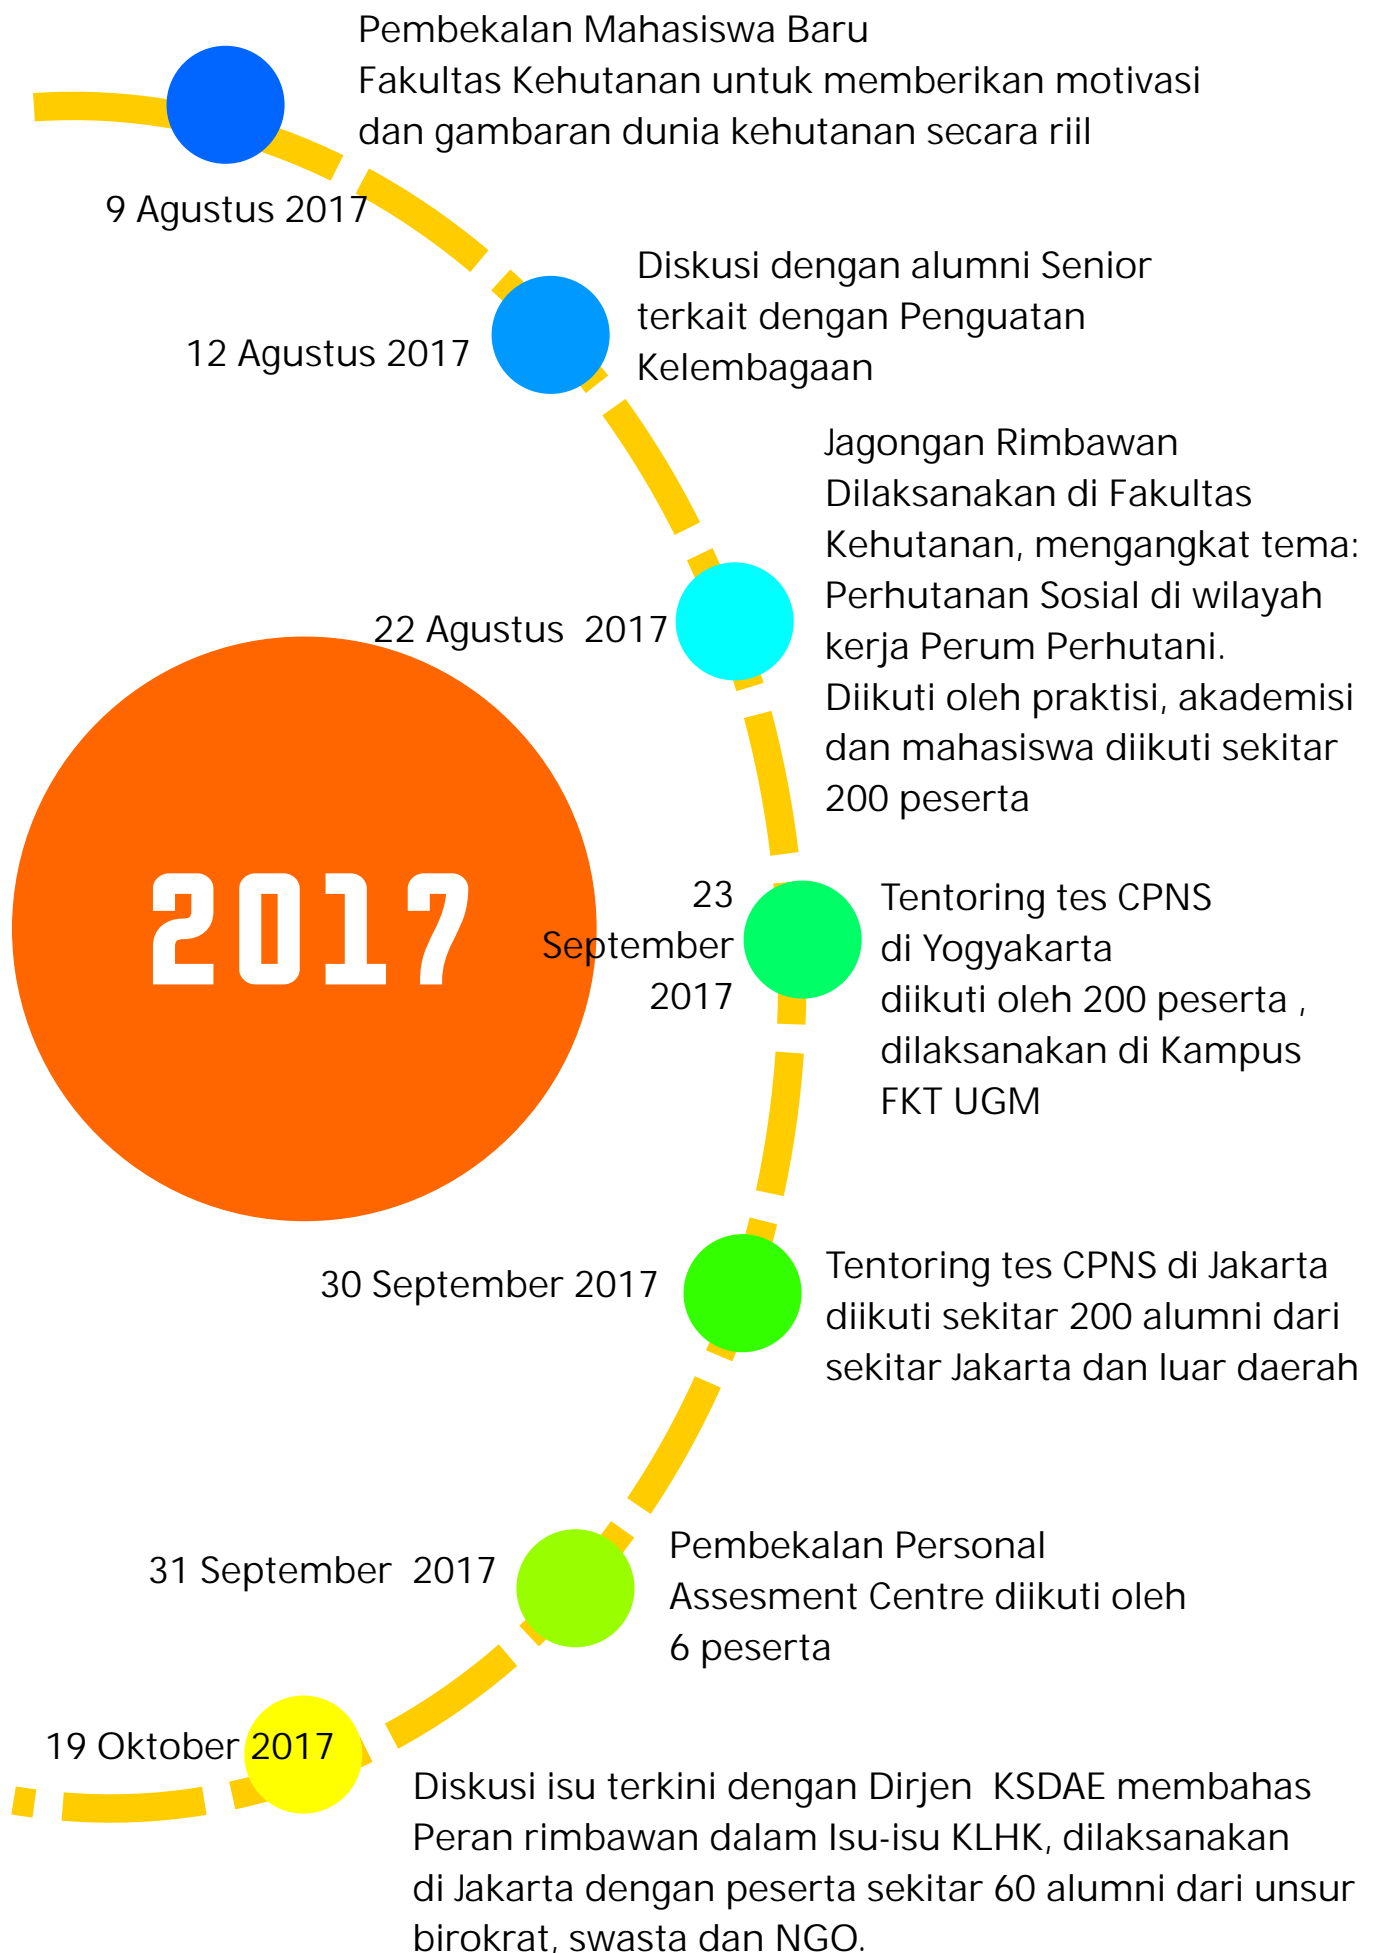 Pembekalan Mahasiswa Baru
Fakultas Kehutanan untuk memberikan motivasi
dan gambaran dunia kehutanan secara riil
9 Agustus 2017
Diskusi dengan alumni Senior
terkait dengan Penguatan
Kelembagaan
12 Agustus 2017
Jagongan Rimbawan
Dilaksanakan di Fakultas
Kehutanan, mengangkat tema:
Perhutanan Sosial di wilayah
kerja Perum Perhutani.
Diikuti oleh praktisi, akademisi
dan mahasiswa diikuti sekitar
200 peserta
22 Agustus 2017
2017
23
September
2017
Tentoring tes CPNS
di Yogyakarta
diikuti oleh 200 peserta ,
dilaksanakan di Kampus
FKT UGM
30 September 2017
Tentoring tes CPNS di Jakarta
diikuti sekitar 200 alumni dari
sekitar Jakarta dan luar daerah
31 September 2017
Pembekalan Personal
Assesment Centre diikuti oleh
6 peserta
19 Oktober 2017
Diskusi isu terkini dengan Dirjen KSDAE membahas
Peran rimbawan dalam Isu-isu KLHK, dilaksanakan
di Jakarta dengan peserta sekitar 60 alumni dari unsur
birokrat, swasta dan NGO.